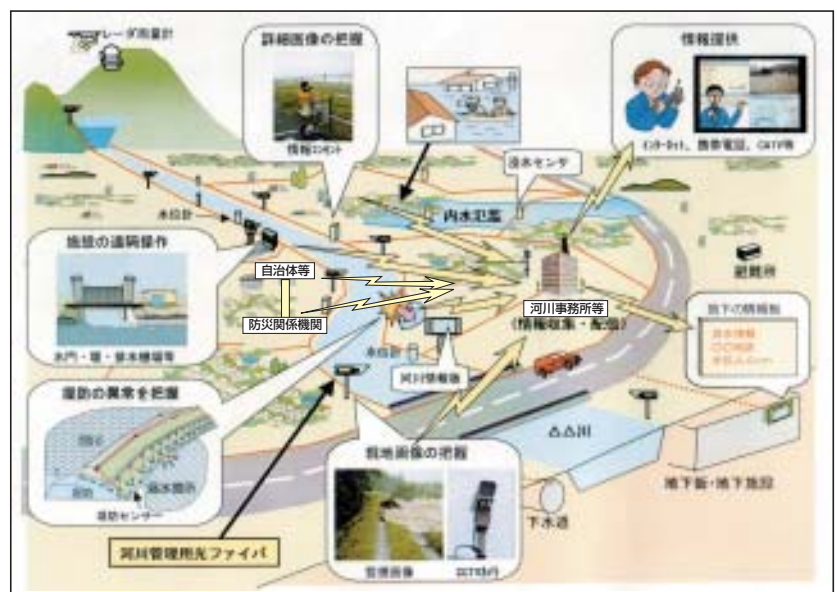 レーダ雨量計
詳細画像の把握
情報コンセント
情報提供
インターネット、携帯電話、CATV等
浸水センサ
水位計
内水氾濫
施設の遠隔操作
水門・堰・排水機場等
自治体等
防災関係機関
避難所
河川事務所等
(情報収集・配信)
地下の情報板
水位計
河川情報板
堤防の異常を把握
堤防センサー
現地画像の把握
監視画像
△△川
地下街・地下施設
下水道
河川管理用光ファイバ